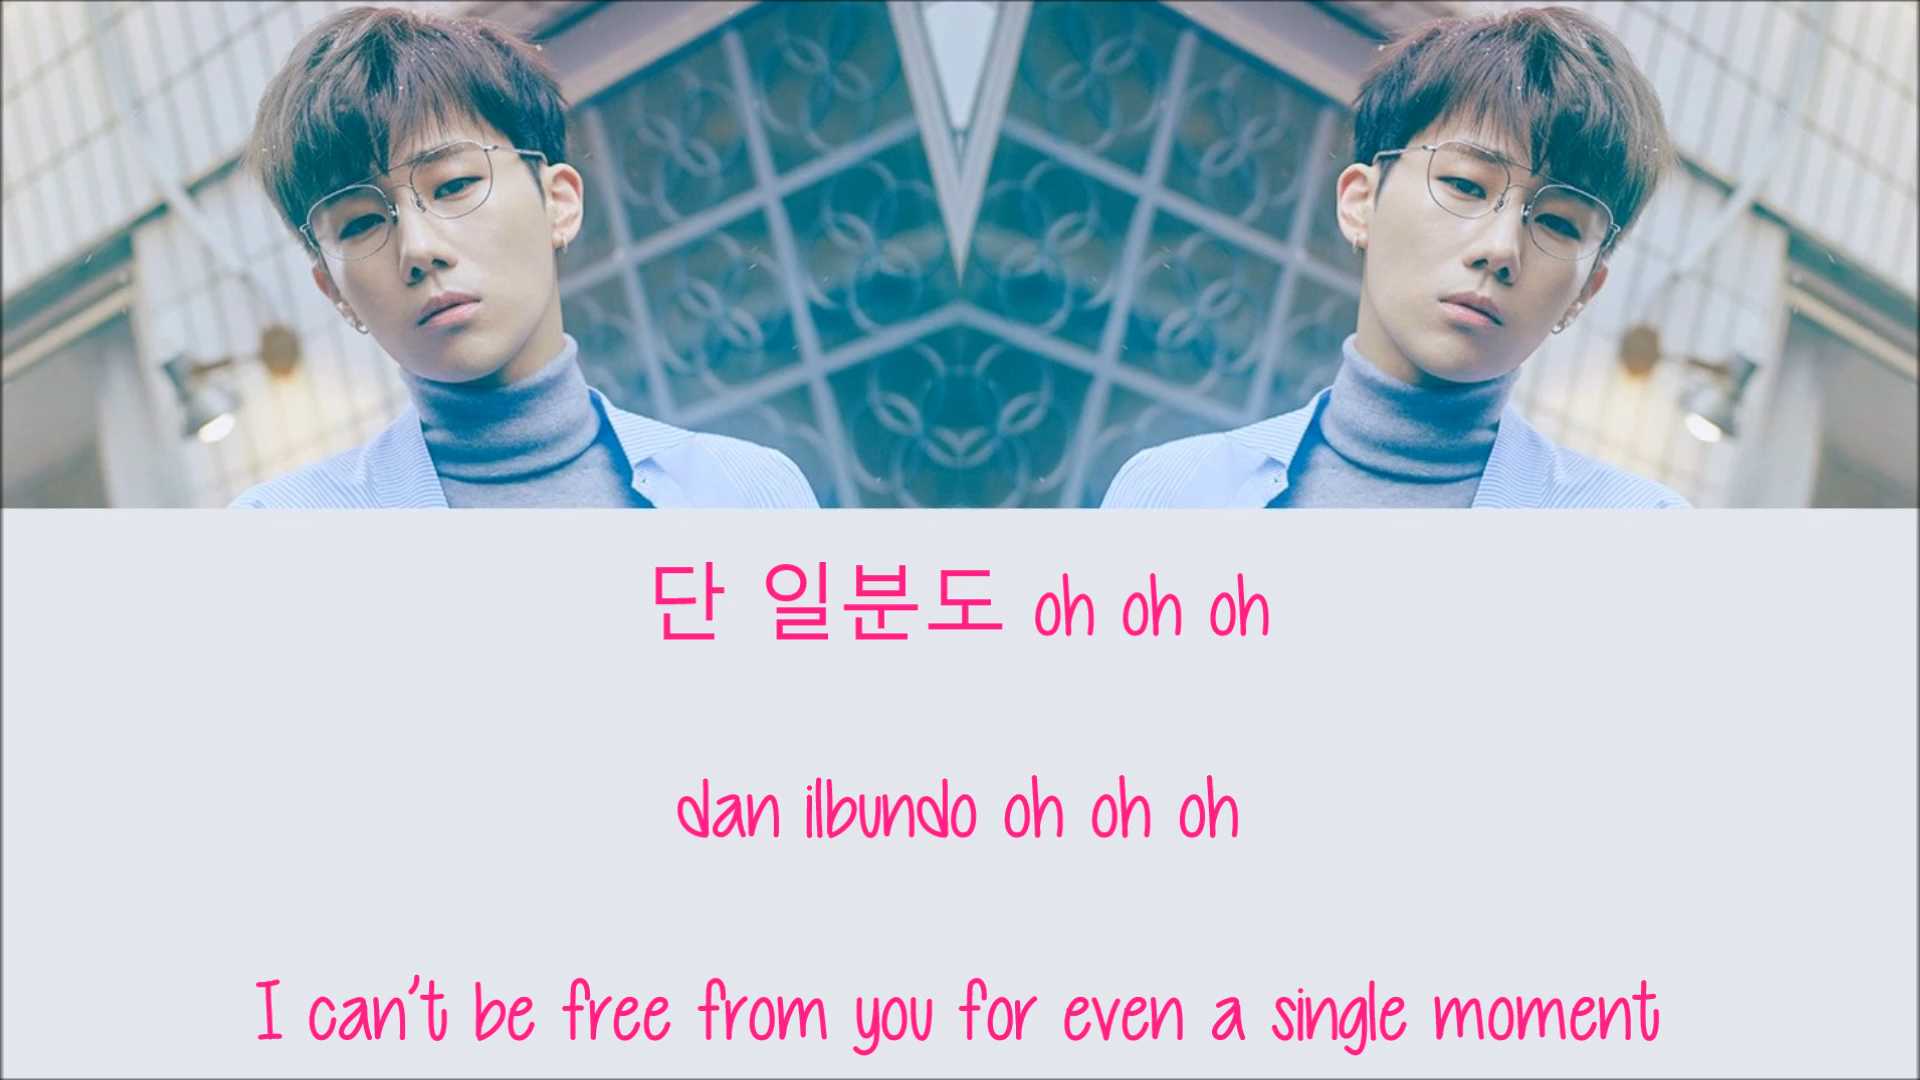 단 일분도 oh oh oh
dan ilbundo oh oh oh
I can't be free from you for even a single moment